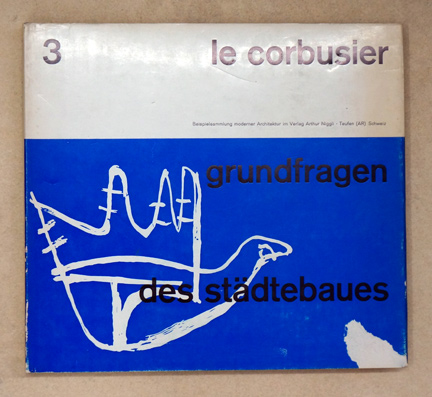 3 le corbusier
Beispielsammlung moderner Architektur im Verlag Arthur Niggli - Teufen (AR) Schweiz
grundfragen
des städtebaues